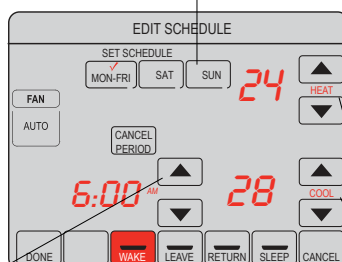 EDIT SCHEDULE
SET SCHEDULE
MON-FRI SAT SUN
24
HEAT
FAN
AUTO
CANCEL
PERIOD
6:00 AM
28
COOL
DONE WAKE LEAVE RETURN SLEEP CANCEL